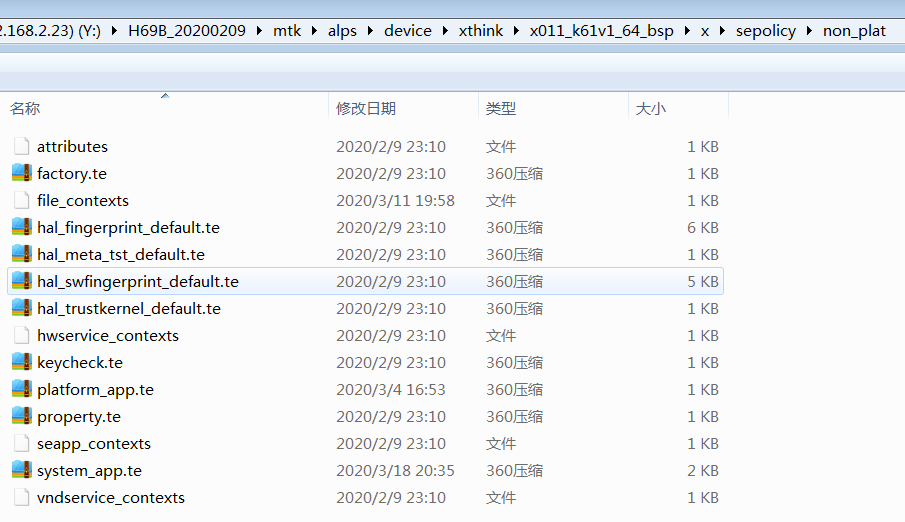 2.168.2.23) (Y:) H69B_20200209 mtk alps device xthink x011_k61v1_64_bsp x sepolicy non_plat
名称 修改日期 类型 大小
attributes 2020/2/9 23:10 文件 1 KB
factory.te 2020/2/9 23:10 360压缩 1 KB
file_contexts 2020/3/11 19:58 文件 1 KB
hal_fingerprint_default.te 2020/2/9 23:10 360压缩 6 KB
hal_meta_tst_default.te 2020/2/9 23:10 360压缩 1 KB
hal_swfingerprint_default.te 2020/2/9 23:10 360压缩 5 KB
hal_trustkernel_default.te 2020/2/9 23:10 360压缩 1 KB
hwservice_contexts 2020/2/9 23:10 文件 1 KB
keycheck.te 2020/2/9 23:10 360压缩 1 KB
platform_app.te 2020/3/4 16:53 360压缩 1 KB
property.te 2020/2/9 23:10 360压缩 1 KB
seapp_contexts 2020/2/9 23:10 文件 1 KB
system_app.te 2020/3/18 20:35 360压缩 2 KB
vndservice_contexts 2020/2/9 23:10 文件 1 KB